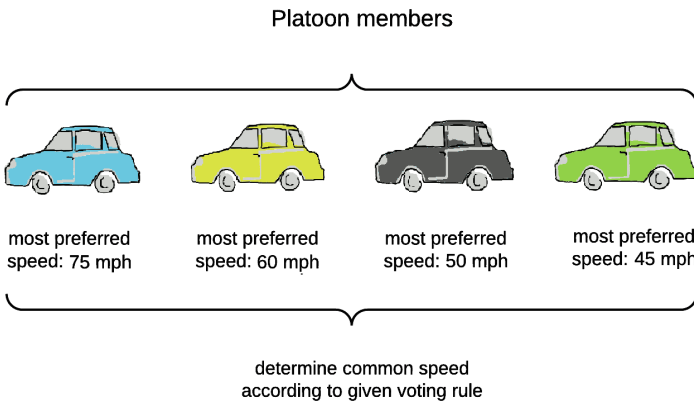 Platoon members
most preferred
speed: 75 mph
most preferred
speed: 60 mph
most preferred
speed: 50 mph
most preferred
speed: 45 mph
determine common speed
according to given voting rule